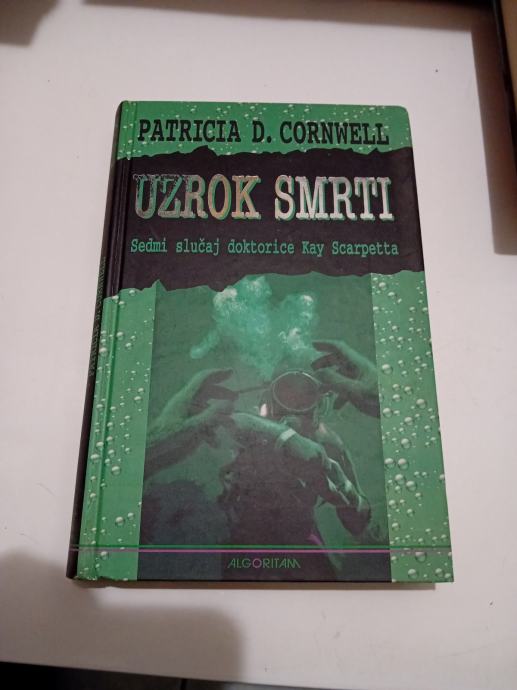 PATRICIA D. CORNWELL
UZROK SMRTI
Sedmi slučaj doktorice Kay Scarpetta
ALGORITAM